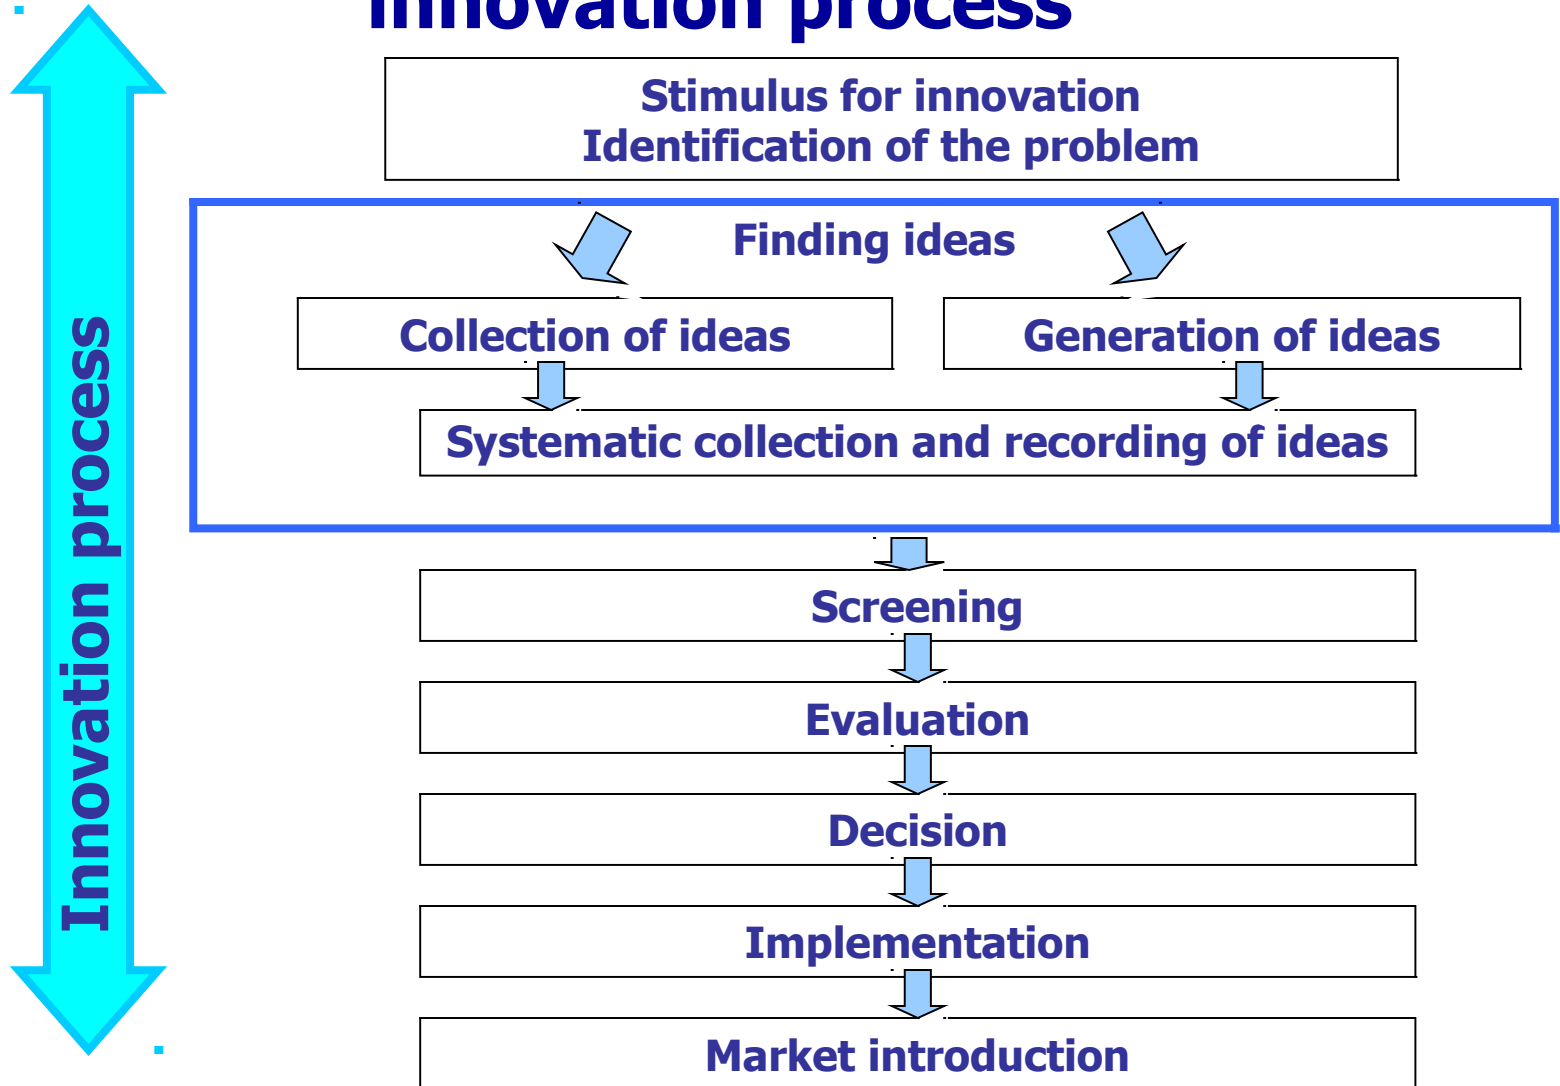 innovation process
Stimulus for innovation
Identification of the problem
Finding ideas
Collection of ideas
Generation of ideas
Systematic collection and recording of ideas
Screening
Evaluation
Decision
Implementation
Market introduction
Innovation process